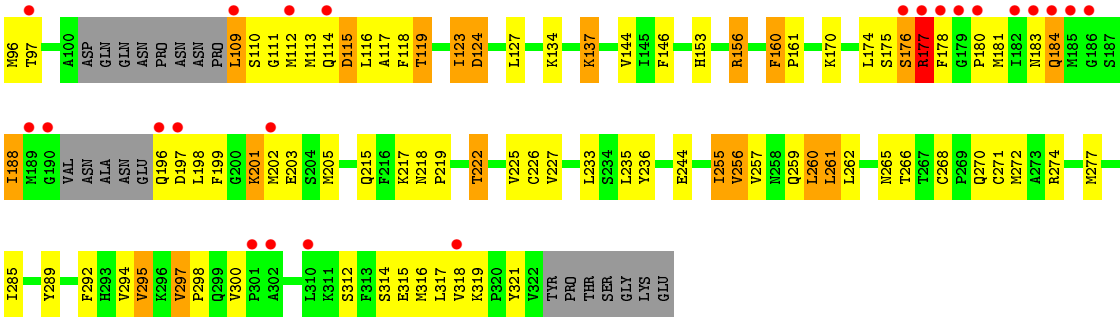 M96 T97 A100 ASP GLN GLN ASN PRO ASN ASN PRO L109 S110 G111 M112 M113 Q114 D115 L116 A117 F118 T119 I123 D124 L127 K134 K137 V144 I145 F146 H153 R156 F160 P161 K170 L174 S175 S176 R177 F178 G179 P180 M181 I182 N183 Q184 M185 G186 S187
I188 M189 G190 VAL ASN ALA ASN GLU Q196 D197 L198 F199 G200 K201 M202 E203 S204 M205 Q215 F216 K217 N218 P219 T222 V225 C226 V227 L233 S234 L235 Y236 E244 I255 V256 V257 N258 Q259 L260 L261 L262 N265 T266 T267 C268 P269 Q270 C271 M272 A273 R274 M277
I285 Y289 F292 H293 V294 V295 K296 V297 P298 Q299 V300 P301 A302 L310 K311 S312 F313 S314 E315 M316 L317 V318 K319 P320 Y321 V322 TYR PRO THR SER GLY LYS GLU